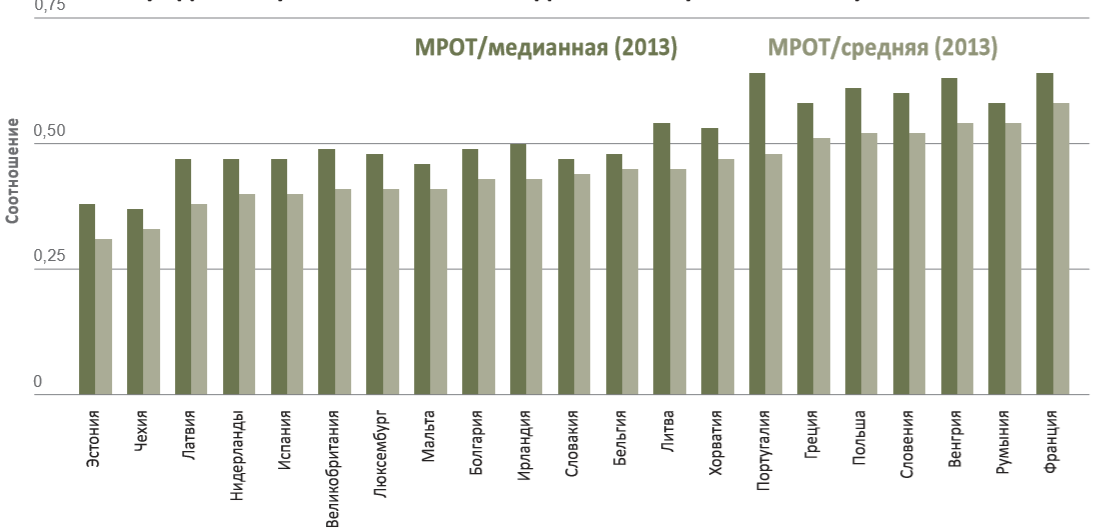 0,75
МРОТ/медианная (2013) МРОТ/средняя (2013)
0,50
Соотношение
0,25
0
Эстония
Чехия
Латвия
Нидерланды
Испания
Великобритания
Люксембург
Мальта
Болгария
Ирландия
Словакия
Бельгия
Литва
Хорватия
Португалия
Греция
Польша
Словения
Венгрия
Румыния
Франция